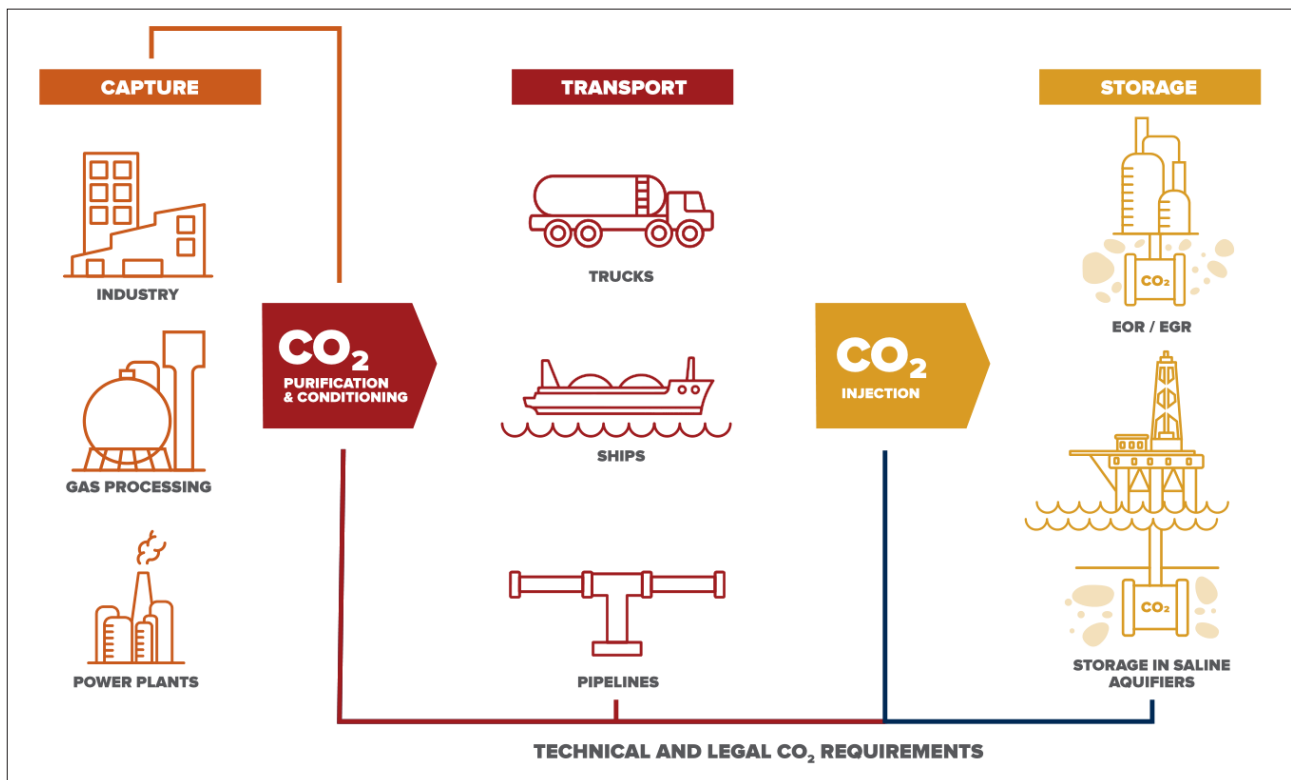 CAPTURE
INDUSTRY
GAS PROCESSING
POWER PLANTS
CO₂
PURIFICATION
& CONDITIONING
TRANSPORT
TRUCKS
SHIPS
PIPELINES
CO₂
INJECTION
STORAGE
CO₂
EOR / EGR
CO₂
STORAGE IN SALINE
AQUIFIERS
TECHNICAL AND LEGAL CO₂ REQUIREMENTS